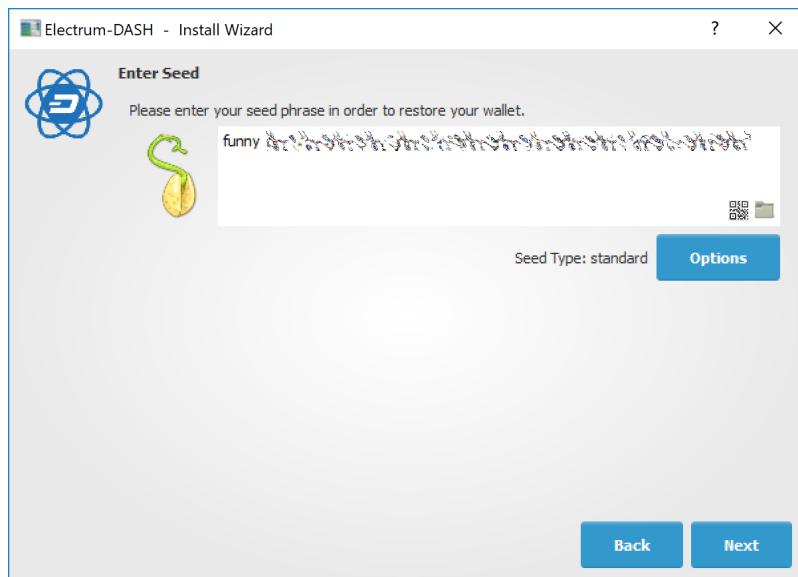 Electrum-DASH - Install Wizard
Enter Seed
Please enter your seed phrase in order to restore your wallet.
funny
Seed Type: standard Options
Back Next